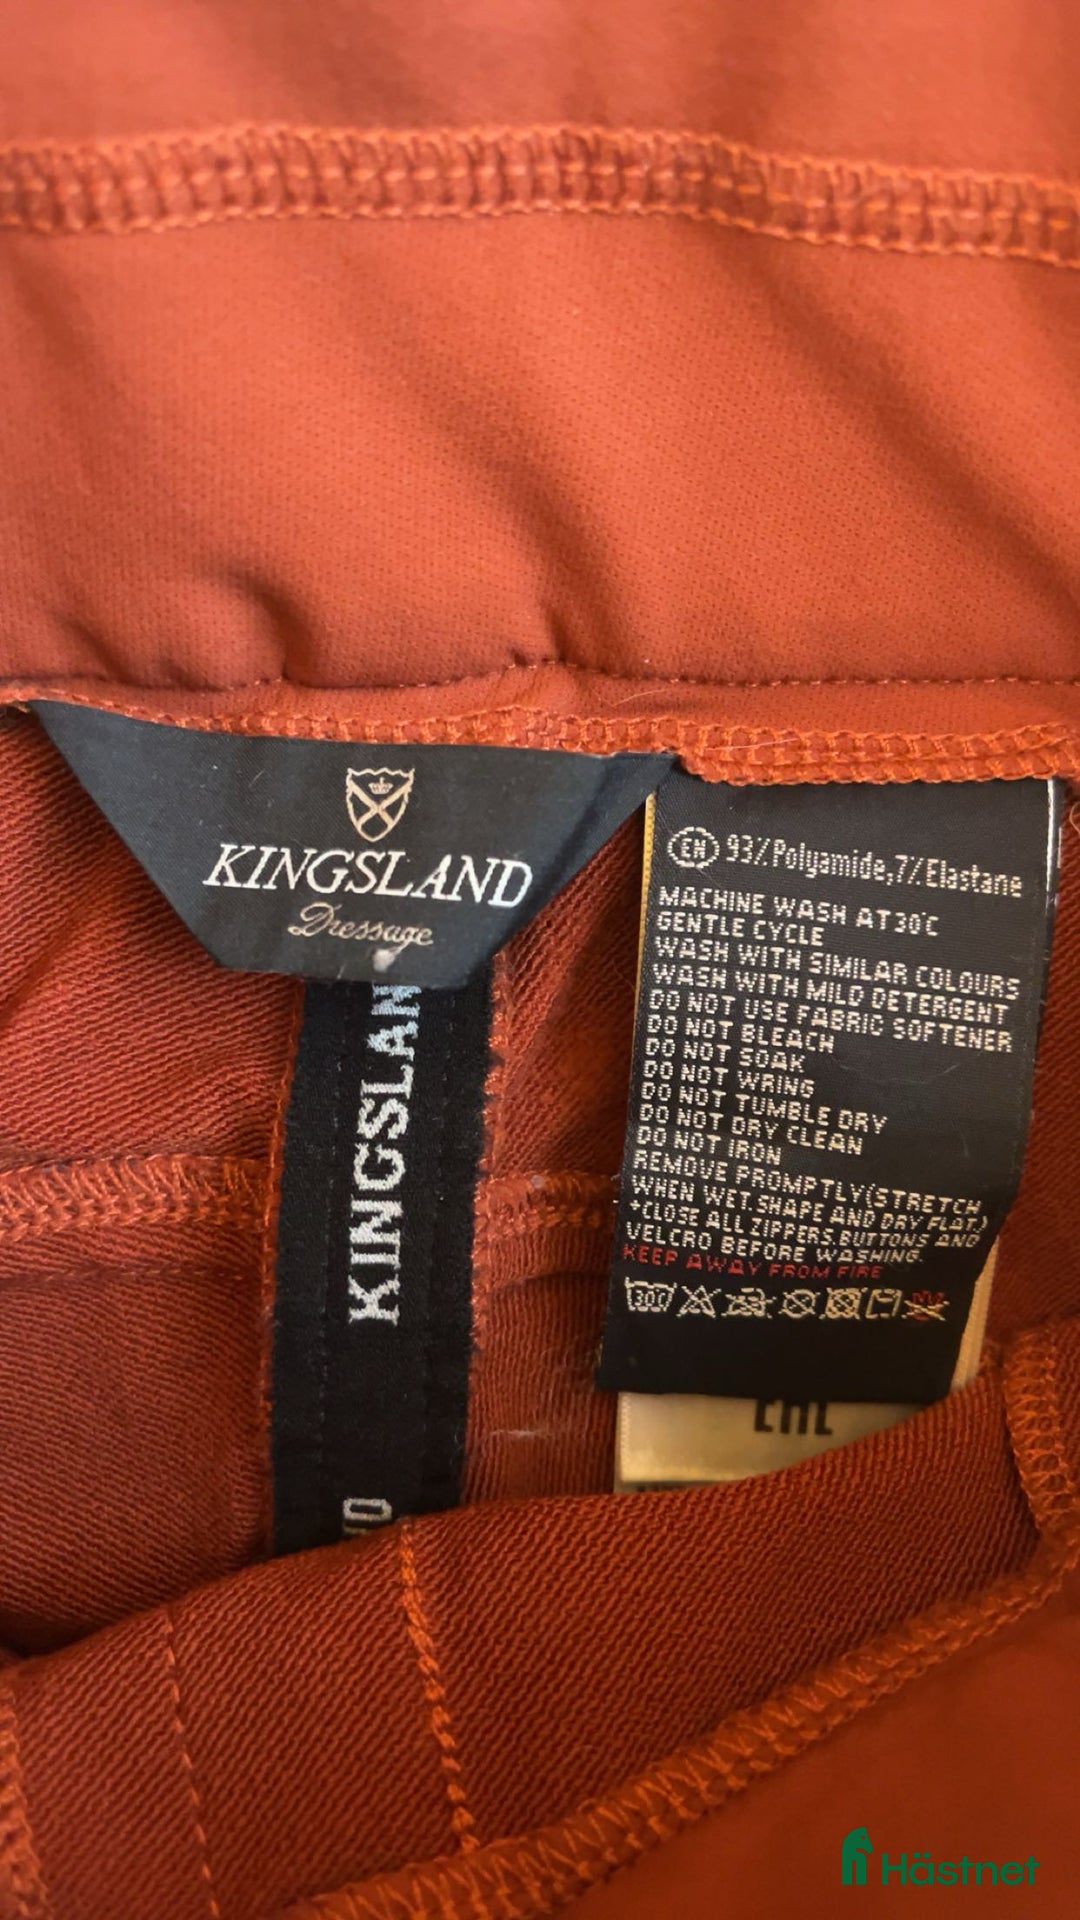 KINGSLAND
Dressage
KINGSLAN
EN 93% Polyamide, 7% Elastane
MACHINE WASH AT 30°C
GENTLE CYCLE
WASH WITH SIMILAR COLOURS
WASH WITH MILD DETERGENT
DO NOT USE FABRIC SOFTENER
DO NOT BLEACH
DO NOT SOAK
DO NOT WRING
DO NOT TUMBLE DRY
DO NOT DRY CLEAN
DO NOT IRON
REMOVE PROMPTLY(STRETCH
WHEN WET.SHAPE AND DRY FLAT.)
+CLOSE ALL ZIPPERS.BUTTONS AND
VELCRO BEFORE WASHING.
KEEP AWAY FROM FIRE
30C
Hästnet